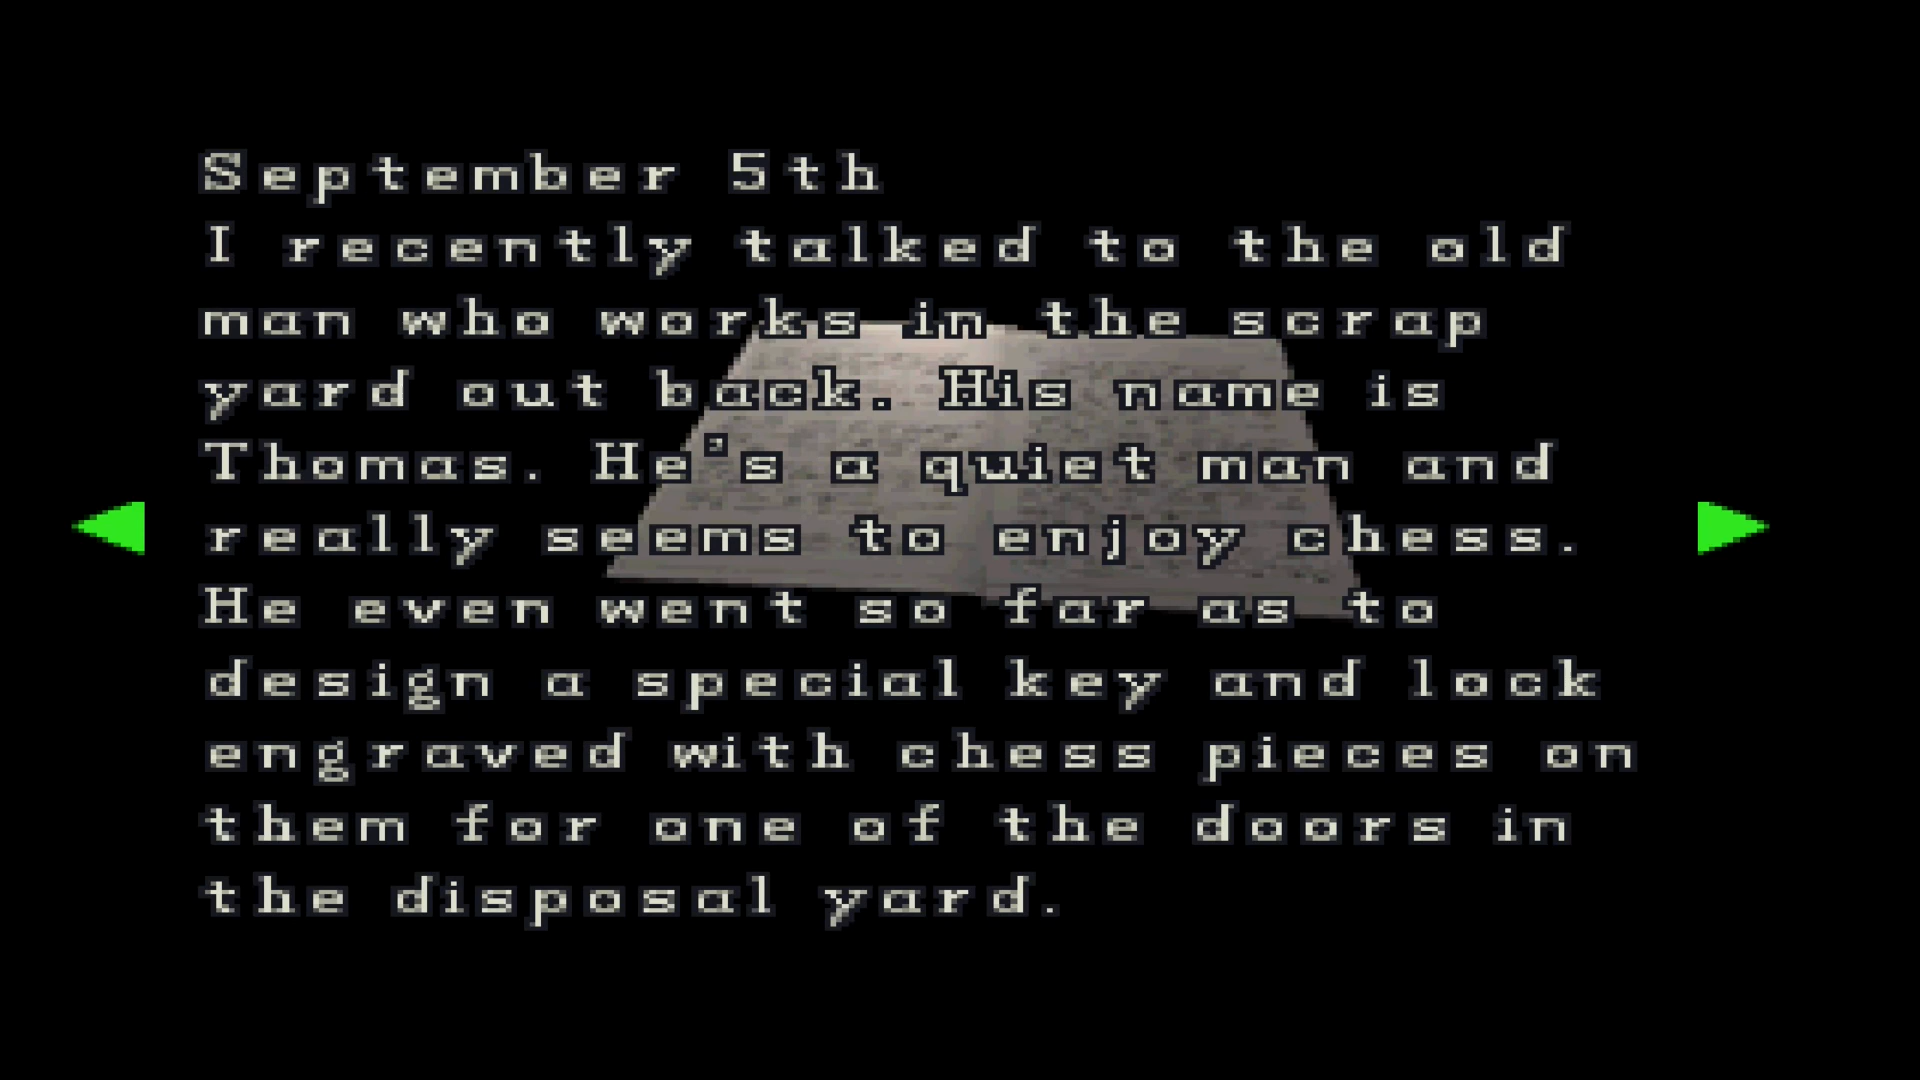 September 5th
I recently talked to the old
man who works in the scrap
yard out back. His name is
Thomas. He's a quiet man and
really seems to enjoy chess.
He even went so far as to
design a special key and lock
engraved with chess pieces on
them for one of the doors in
the disposal yard.